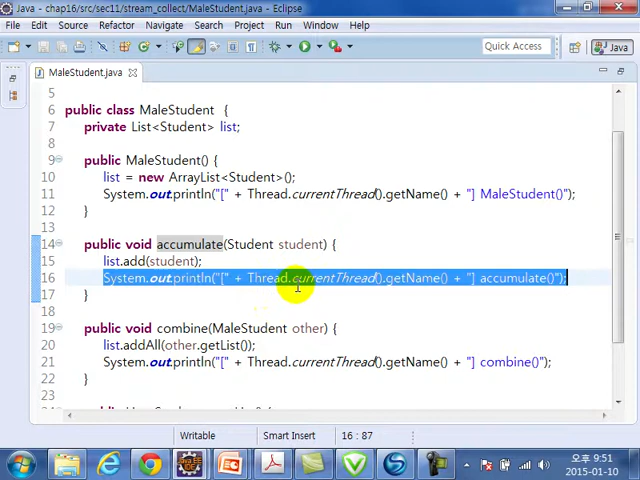 Java - chap16/src/sec11/stream_collect/MaleStudent.java - Eclipse
File Edit Source Refactor Navigate Search Project Run Window Help
Quick Access
Java
MaleStudent.java
5
6 public class MaleStudent {
7 private List<Student> list;
8
9 public MaleStudent() {
10 list = new ArrayList<Student>();
11 System.out.println("[" + Thread.currentThread().getName() + "] MaleStudent()");
12 }
13
14 public void accumulate(Student student) {
15 list.add(student);
16 System.out.println("[" + Thread.currentThread().getName() + "] accumulate()");
17 }
18
19 public void combine(MaleStudent other) {
20 list.addAll(other.getList());
21 System.out.println("[" + Thread.currentThread().getName() + "] combine()");
22 }
23
Writable Smart Insert 16 : 87
오후 9:51
2015-01-10